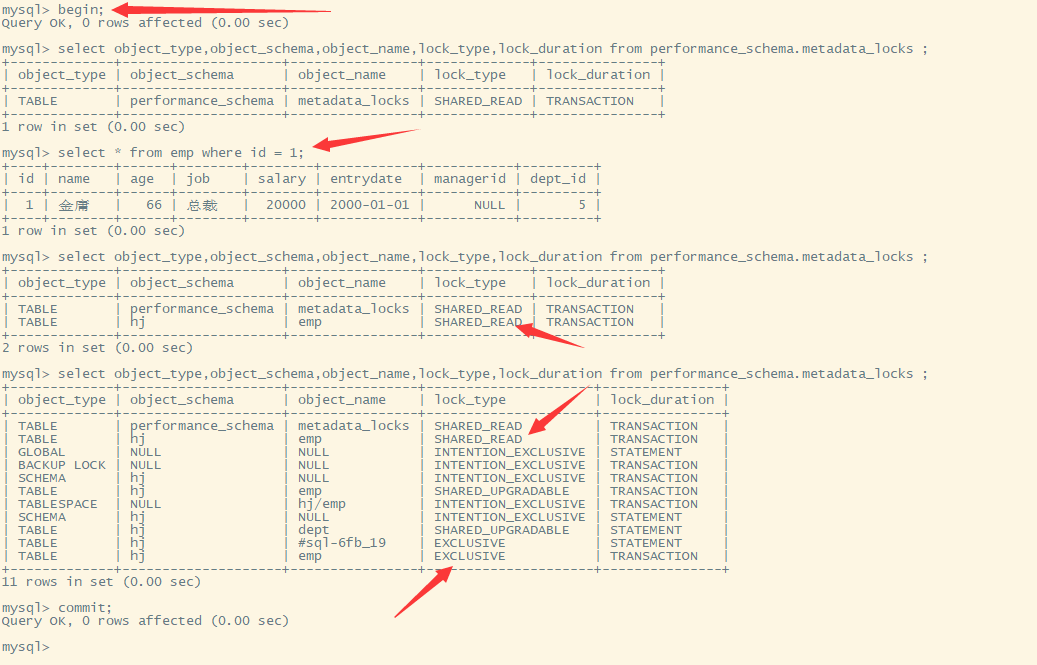 mysql> begin;
Query OK, 0 rows affected (0.00 sec)
mysql> select object_type,object_schema,object_name,lock_type,lock_duration from performance_schema.metadata_locks ;
+-------------+--------------------+----------------+-------------+---------------+
| object_type | object_schema      | object_name    | lock_type   | lock_duration |
+-------------+--------------------+----------------+-------------+---------------+
| TABLE       | performance_schema | metadata_locks | SHARED_READ | TRANSACTION   |
+-------------+--------------------+----------------+-------------+---------------+
1 row in set (0.00 sec)
mysql> select * from emp where id = 1;
+----+--------+------+--------+--------+------------+-----------+---------+
| id | name   | age  | job    | salary | entrydate  | managerid | dept_id |
+----+--------+------+--------+--------+------------+-----------+---------+
|  1 | 金庸   |   66 | 总裁   |  20000 | 2000-01-01 |      NULL |       5 |
+----+--------+------+--------+--------+------------+-----------+---------+
1 row in set (0.00 sec)
mysql> select object_type,object_schema,object_name,lock_type,lock_duration from performance_schema.metadata_locks ;
+-------------+--------------------+----------------+-------------+---------------+
| object_type | object_schema      | object_name    | lock_type   | lock_duration |
+-------------+--------------------+----------------+-------------+---------------+
| TABLE       | performance_schema | metadata_locks | SHARED_READ | TRANSACTION   |
| TABLE       | hj                 | emp            | SHARED_READ | TRANSACTION   |
+-------------+--------------------+----------------+-------------+---------------+
2 rows in set (0.00 sec)
mysql> select object_type,object_schema,object_name,lock_type,lock_duration from performance_schema.metadata_locks ;
+-------------+--------------------+----------------+---------------------+---------------+
| object_type | object_schema      | object_name    | lock_type           | lock_duration |
+-------------+--------------------+----------------+---------------------+---------------+
| TABLE       | performance_schema | metadata_locks | SHARED_READ         | TRANSACTION   |
| TABLE       | hj                 | emp            | SHARED_READ         | TRANSACTION   |
| GLOBAL      | NULL               | NULL           | INTENTION_EXCLUSIVE | STATEMENT     |
| BACKUP LOCK | NULL               | NULL           | INTENTION_EXCLUSIVE | TRANSACTION   |
| SCHEMA      | hj                 | NULL           | INTENTION_EXCLUSIVE | TRANSACTION   |
| TABLE       | hj                 | emp            | SHARED_UPGRADABLE   | TRANSACTION   |
| TABLESPACE  | NULL               | hj/emp         | INTENTION_EXCLUSIVE | TRANSACTION   |
| SCHEMA      | hj                 | NULL           | INTENTION_EXCLUSIVE | STATEMENT     |
| TABLE       | hj                 | dept           | SHARED_UPGRADABLE   | STATEMENT     |
| TABLE       | hj                 | #sql-6fb_19    | EXCLUSIVE           | STATEMENT     |
| TABLE       | hj                 | emp            | EXCLUSIVE           | TRANSACTION   |
+-------------+--------------------+----------------+---------------------+---------------+
11 rows in set (0.00 sec)
mysql> commit;
Query OK, 0 rows affected (0.00 sec)
mysql>